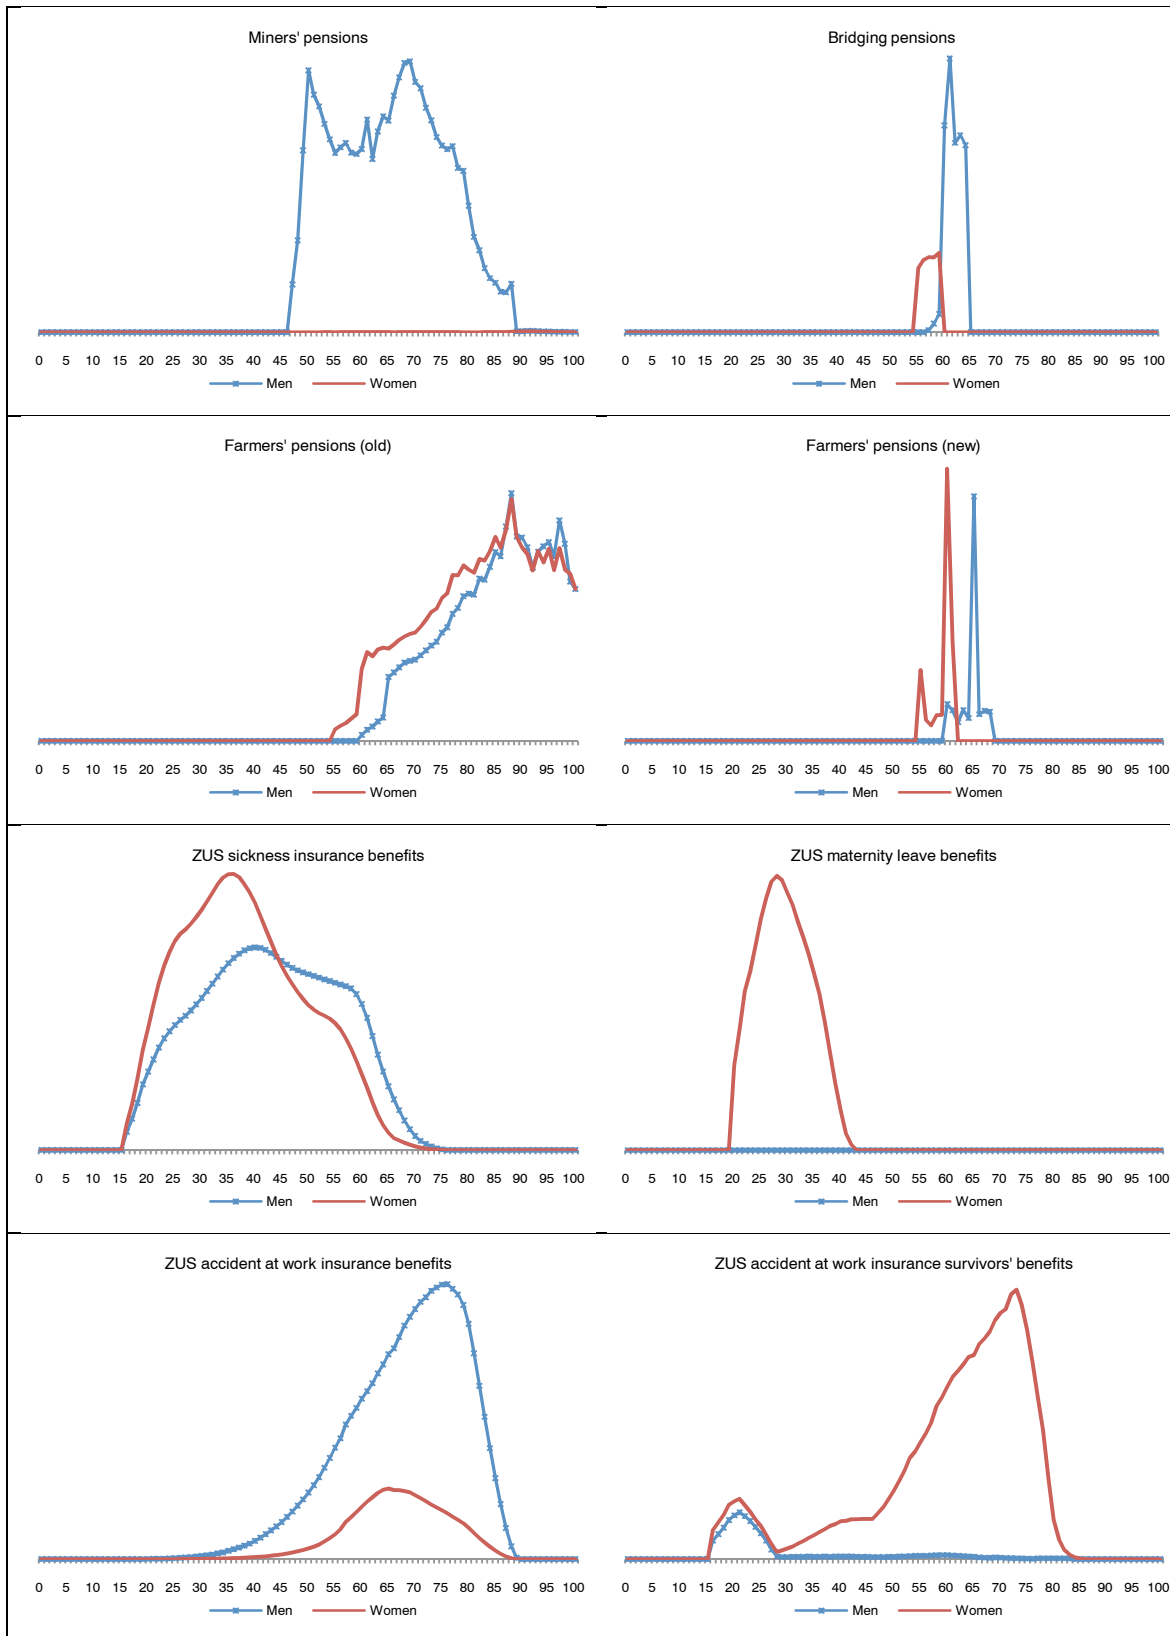 Miners' pensions
0 5 10 15 20 25 30 35 40 45 50 55 60 65 70 75 80 85 90 95 100
Men Women
Bridging pensions
0 5 10 15 20 25 30 35 40 45 50 55 60 65 70 75 80 85 90 95 100
Men Women
Farmers' pensions (old)
0 5 10 15 20 25 30 35 40 45 50 55 60 65 70 75 80 85 90 95 100
Men Women
Farmers' pensions (new)
0 5 10 15 20 25 30 35 40 45 50 55 60 65 70 75 80 85 90 95 100
Men Women
ZUS sickness insurance benefits
0 5 10 15 20 25 30 35 40 45 50 55 60 65 70 75 80 85 90 95 100
Men Women
ZUS maternity leave benefits
0 5 10 15 20 25 30 35 40 45 50 55 60 65 70 75 80 85 90 95 100
Men Women
ZUS accident at work insurance benefits
0 5 10 15 20 25 30 35 40 45 50 55 60 65 70 75 80 85 90 95 100
Men Women
ZUS accident at work insurance survivors' benefits
0 5 10 15 20 25 30 35 40 45 50 55 60 65 70 75 80 85 90 95 100
Men Women